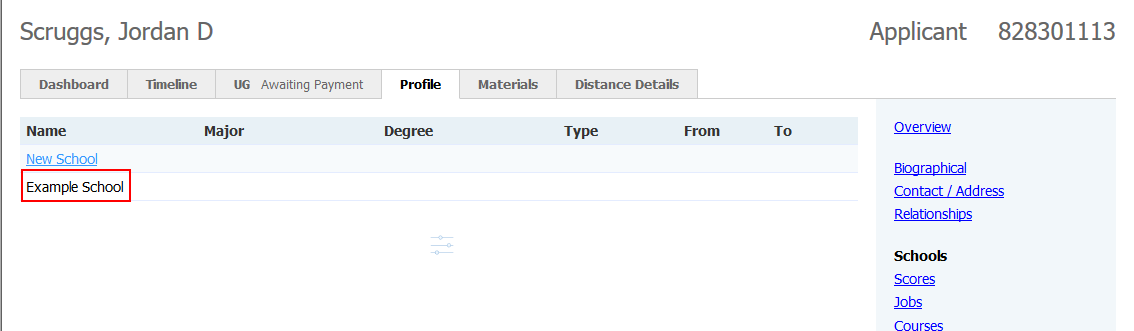 Scruggs, Jordan D Applicant 828301113
Dashboard Timeline UG Awaiting Payment Profile Materials Distance Details
Name Major Degree Type From To
New School
Example School
Overview
Biographical
Contact / Address
Relationships
Schools
Scores
Jobs
Courses